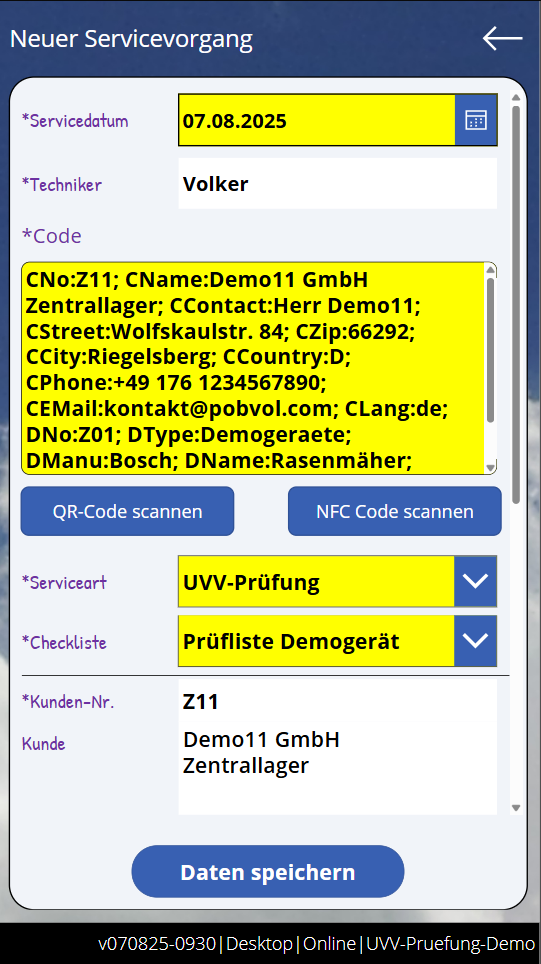 Neuer Servicevorgang
*Servicedatum
07.08.2025
*Techniker
Volker
*Code
CNo:Z11; CName:Demo11 GmbH
Zentrallager; CContact:Herr Demo11;
CStreet:Wolfskaulstr. 84; CZip:66292;
CCity:Riegelsberg; CCountry:D;
CPhone:+49 176 1234567890;
CEMail:kontakt@pobvol.com; CLang:de;
DNo:Z01; DType:Demogeraete;
DManu:Bosch; DName:Rasenmäher;
QR-Code scannen
NFC Code scannen
*Serviceart
UVV-Prüfung
*Checkliste
Prüfliste Demogerät
*Kunden-Nr.
Z11
Kunde
Demo11 GmbH
Zentrallager
Daten speichern
v070825-0930|Desktop|Online|UVV-Pruefung-Demo